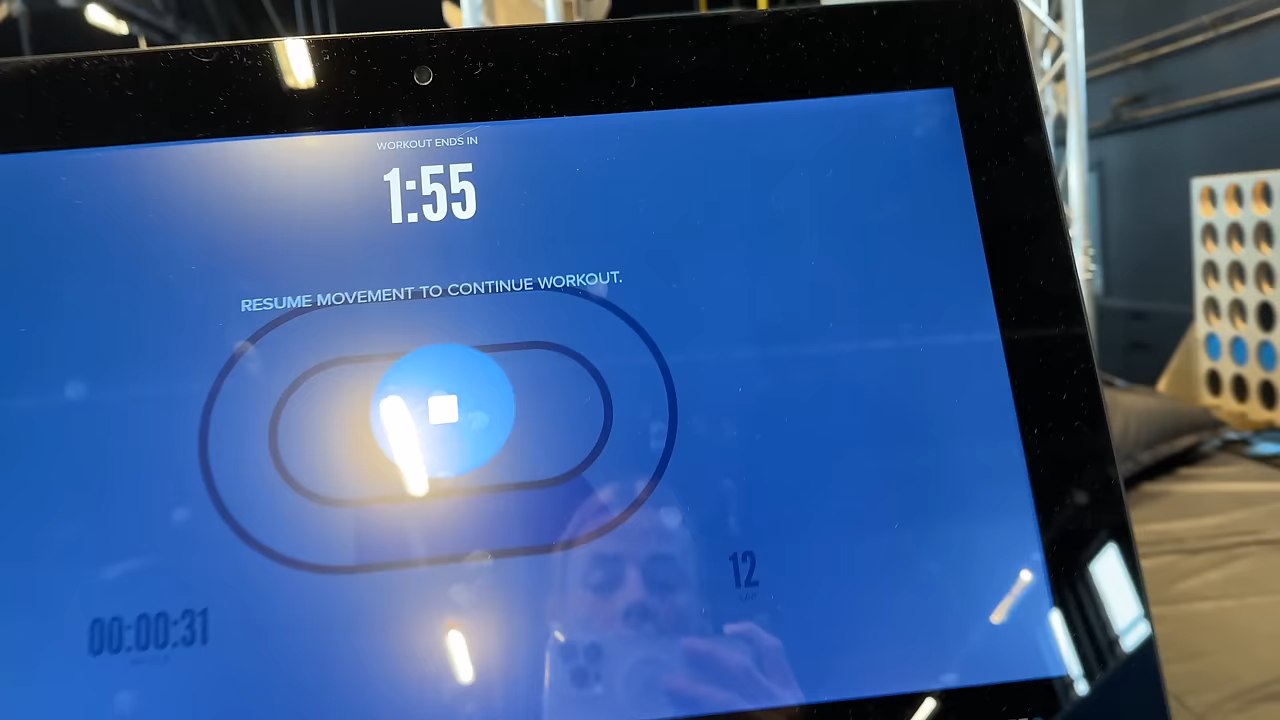 WORKOUT ENDS IN
1:55
RESUME MOVEMENT TO CONTINUE WORKOUT.
12
00:00:31